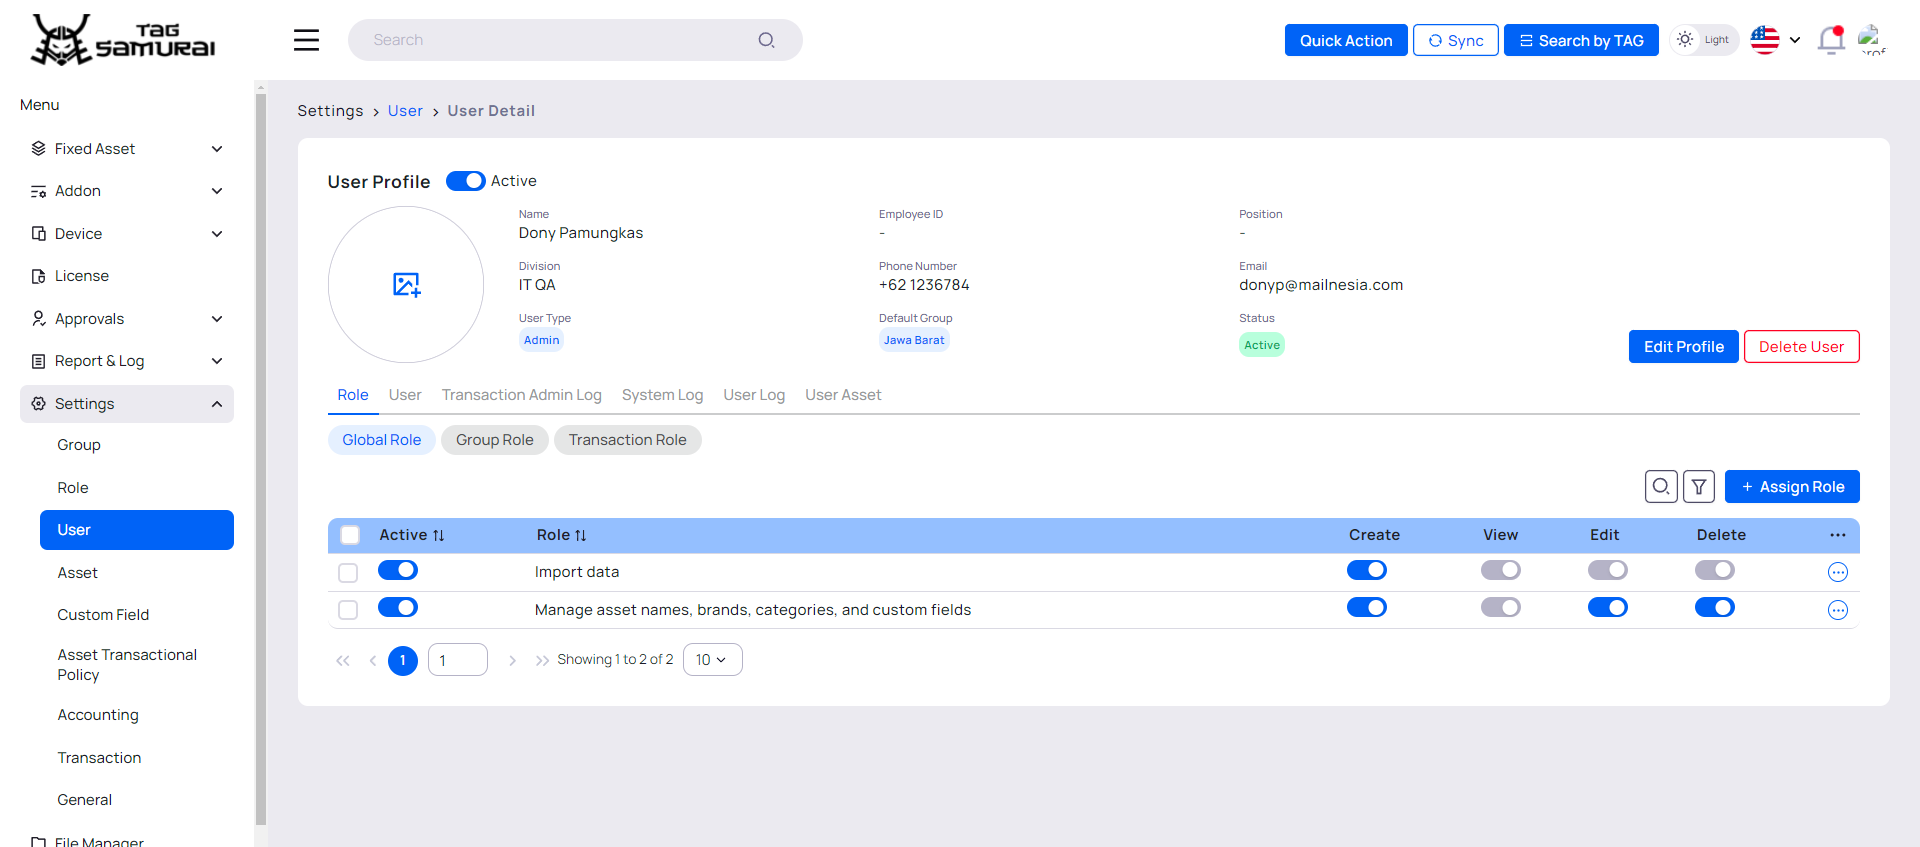 TAG SAMURAI
Search
Quick Action
Sync
Search by TAG
Light
Menu
Fixed Asset
Addon
Device
License
Approvals
Report & Log
Settings
Group
Role
User
Asset
Custom Field
Asset Transactional
Policy
Accounting
Transaction
General
File Manager
Settings > User > User Detail
User Profile
Active
Name
Dony Pamungkas
Employee ID
-
Position
-
Division
IT QA
Phone Number
+62 1236784
Email
donyp@mailnesia.com
User Type
Admin
Default Group
Jawa Barat
Status
Active
Edit Profile
Delete User
Role User Transaction Admin Log System Log User Log User Asset
Global Role Group Role Transaction Role
+ Assign Role
Active Role Create View Edit Delete ...
Import data
Manage asset names, brands, categories, and custom fields
1 1 Showing 1 to 2 of 2 10